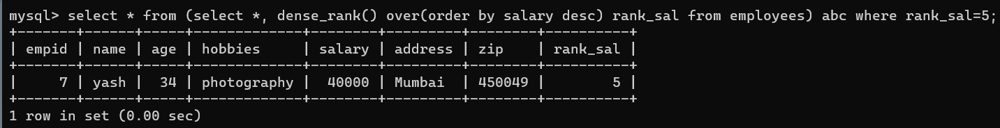 mysql> select * from (select *, dense_rank() over(order by salary desc) rank_sal from employees) abc where rank_sal=5;
+-------+------+-----+-------------+--------+---------+--------+----------+
| empid | name | age | hobbies     | salary | address | zip    | rank_sal |
+-------+------+-----+-------------+--------+---------+--------+----------+
|     7 | yash |  34 | photography |  40000 | Mumbai  | 450049 |        5 |
+-------+------+-----+-------------+--------+---------+--------+----------+
1 row in set (0.00 sec)